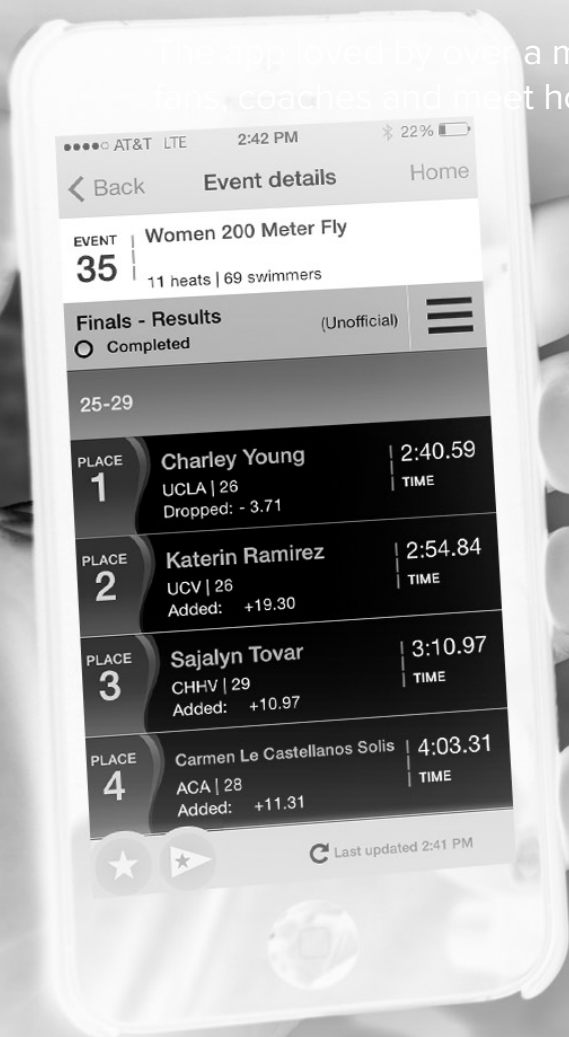 The app loved by over a m
fans, coaches and meet ho
AT&T LTE 2:42 PM 22%
Back Event details Home
EVENT 35
Women 200 Meter Fly
11 heats | 69 swimmers
Finals - Results (Unofficial)
Completed
25-29
PLACE 1
Charley Young 2:40.59
UCLA | 26 TIME
Dropped: - 3.71
PLACE 2
Katerin Ramirez 2:54.84
UCV | 26 TIME
Added: +19.30
PLACE 3
Sajalyn Tovar 3:10.97
CHHV | 29 TIME
Added: +10.97
PLACE 4
Carmen Le Castellanos Solis 4:03.31
ACA | 28 TIME
Added: +11.31
Last updated 2:41 PM